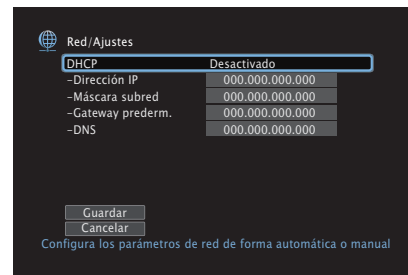 Red/Ajustes
DHCP Desactivado
–Dirección IP 000.000.000.000
–Máscara subred 000.000.000.000
–Gateway prederm. 000.000.000.000
–DNS 000.000.000.000
Guardar
Cancelar
Configura los parámetros de red de forma automática o manual